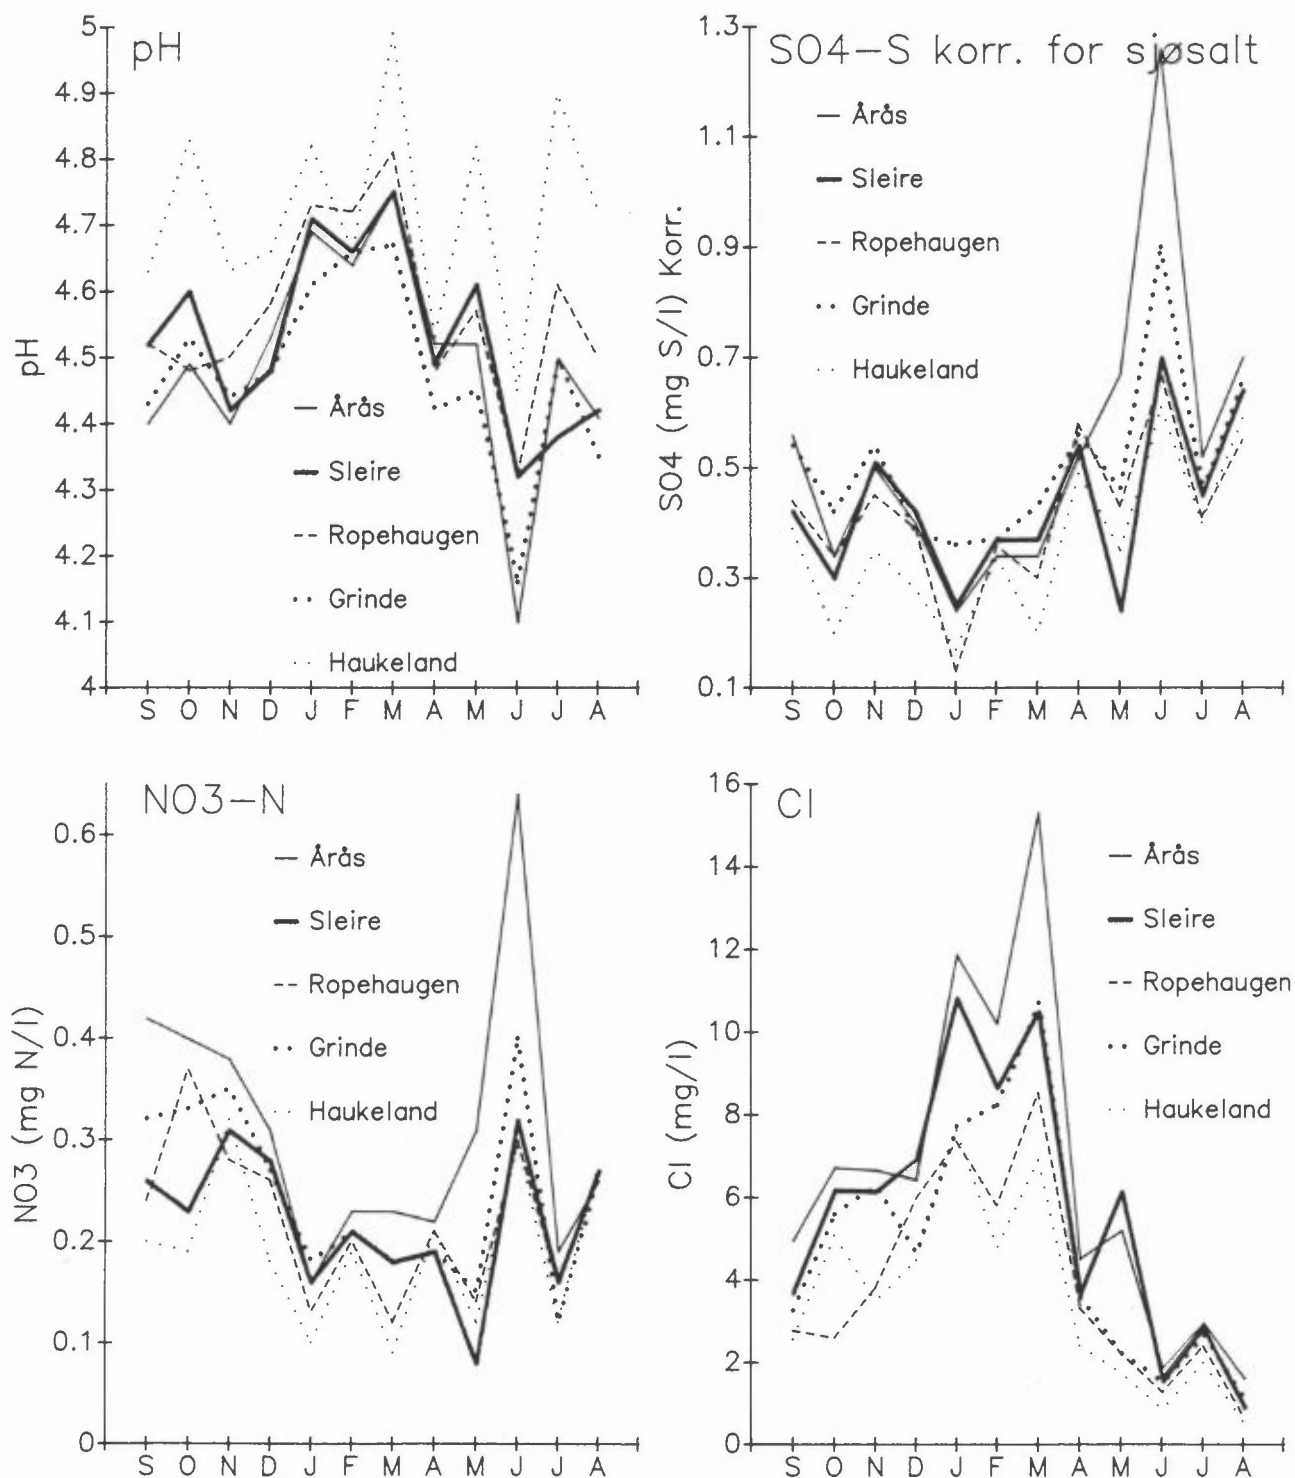 pH
5
4.9
4.8
4.7
4.6
4.5
4.4
4.3
4.2
4.1
4
pH
Årås
Sleire
Ropehaugen
Grinde
Haukeland
S O N D J F M A M J J A
SO4-S korr. for sjøsalt
1.3
1.1
0.9
0.7
0.5
0.3
0.1
SO4 (mg S/l) Korr.
Årås
Sleire
Ropehaugen
Grinde
Haukeland
S O N D J F M A M J J A
NO3-N
0.6
0.5
0.4
0.3
0.2
0.1
0
NO3 (mg N/l)
Årås
Sleire
Ropehaugen
Grinde
Haukeland
S O N D J F M A M J J A
Cl
16
14
12
10
8
6
4
2
0
Cl (mg/l)
Årås
Sleire
Ropehaugen
Grinde
Haukeland
S O N D J F M A M J J A